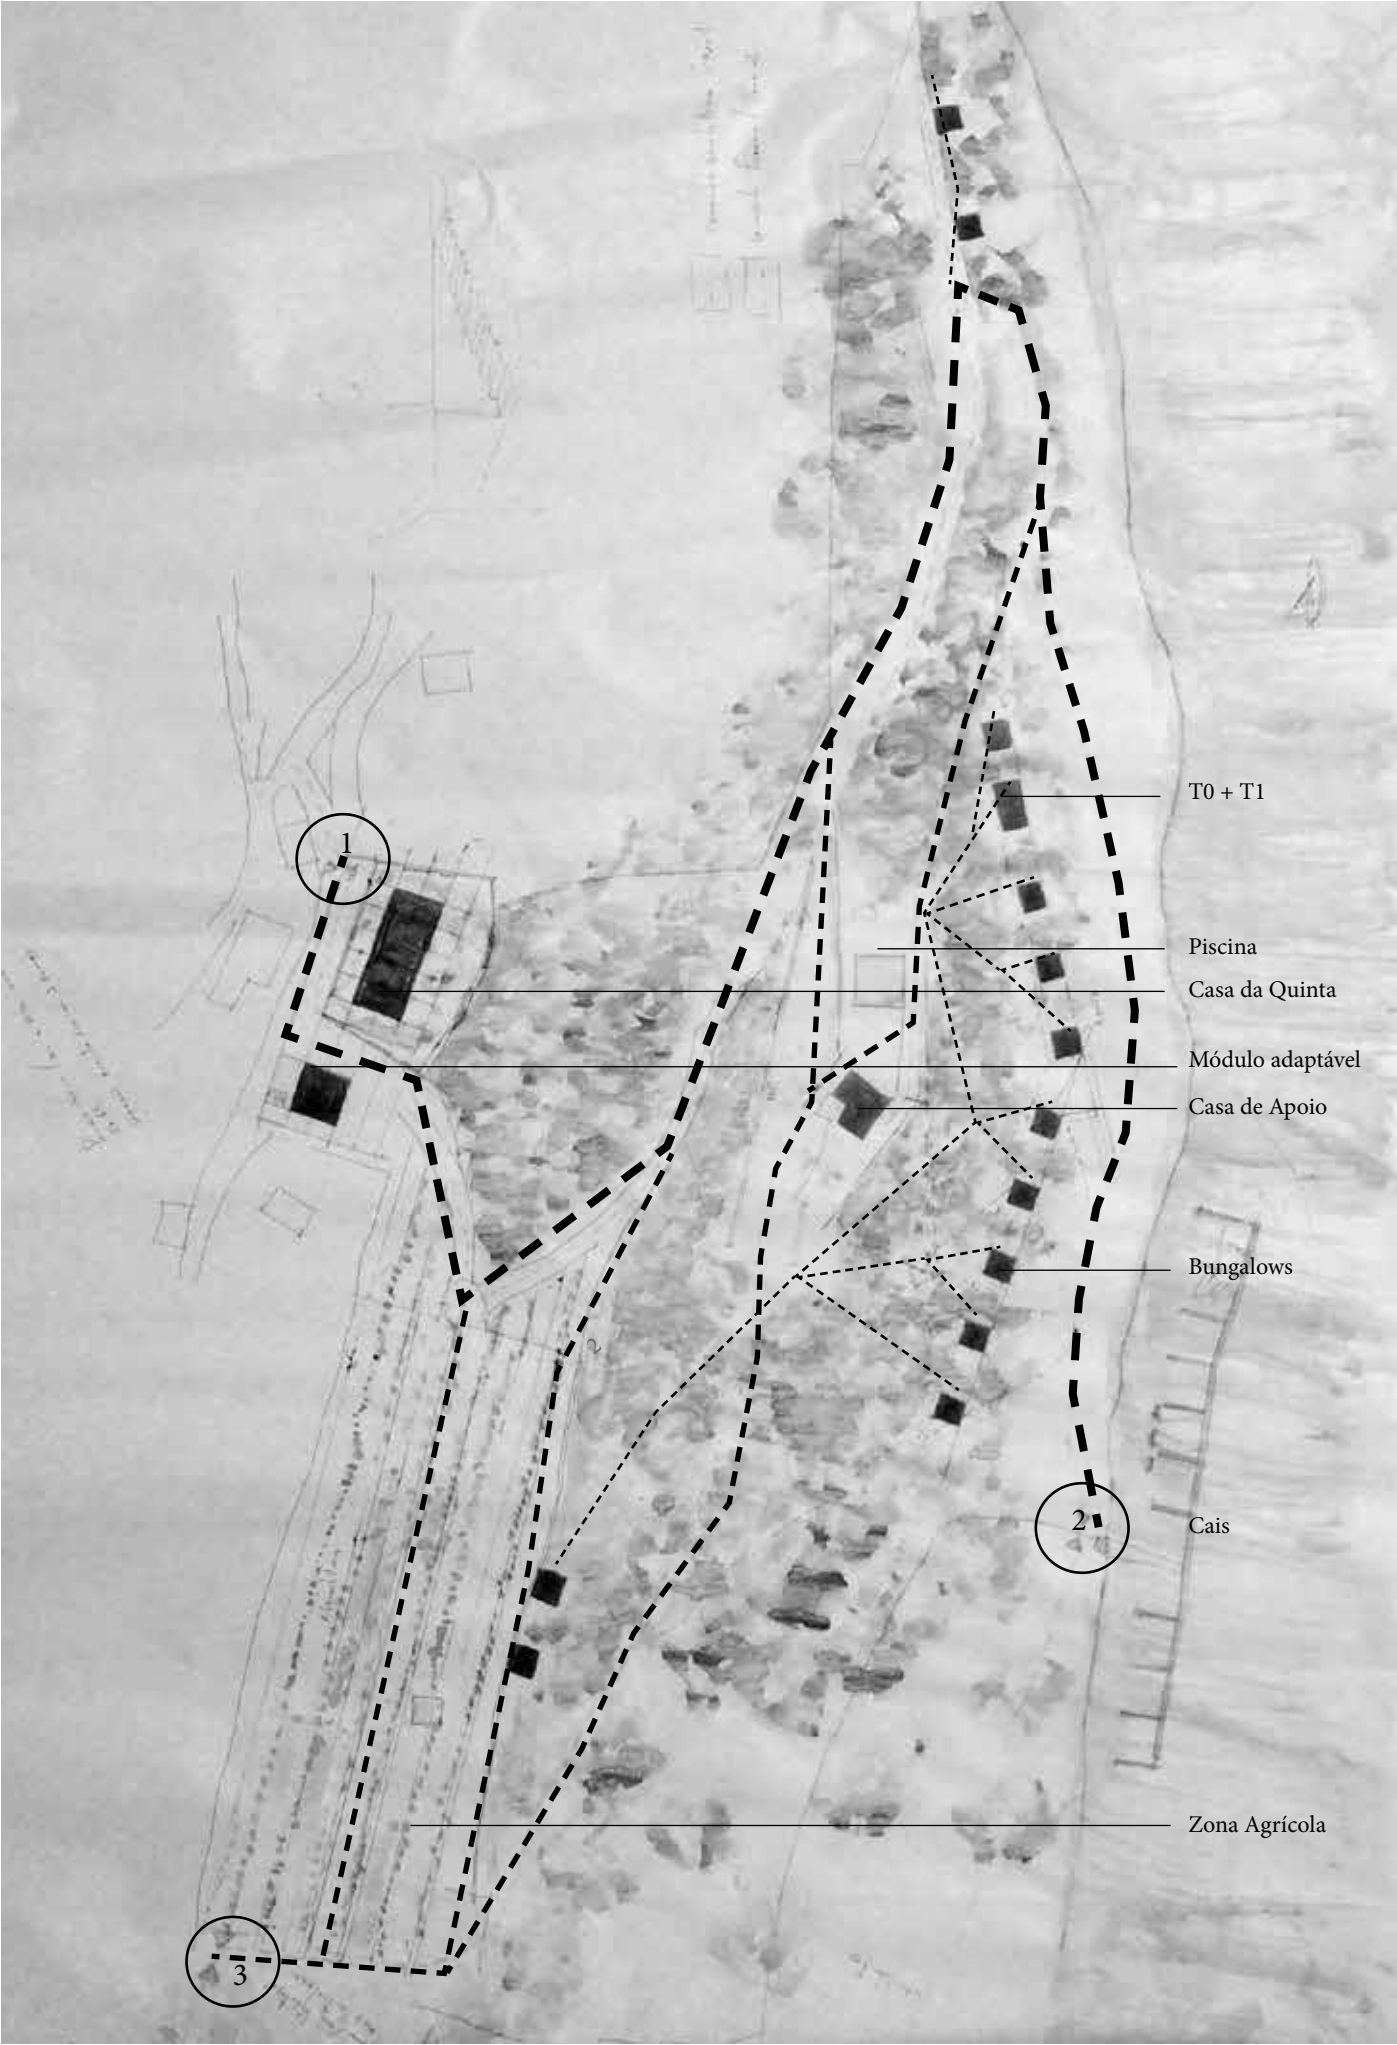 1
T0 + T1
Piscina
Casa da Quinta
Módulo adaptável
Casa de Apoio
Bungalows
2
Cais
Zona Agrícola
3